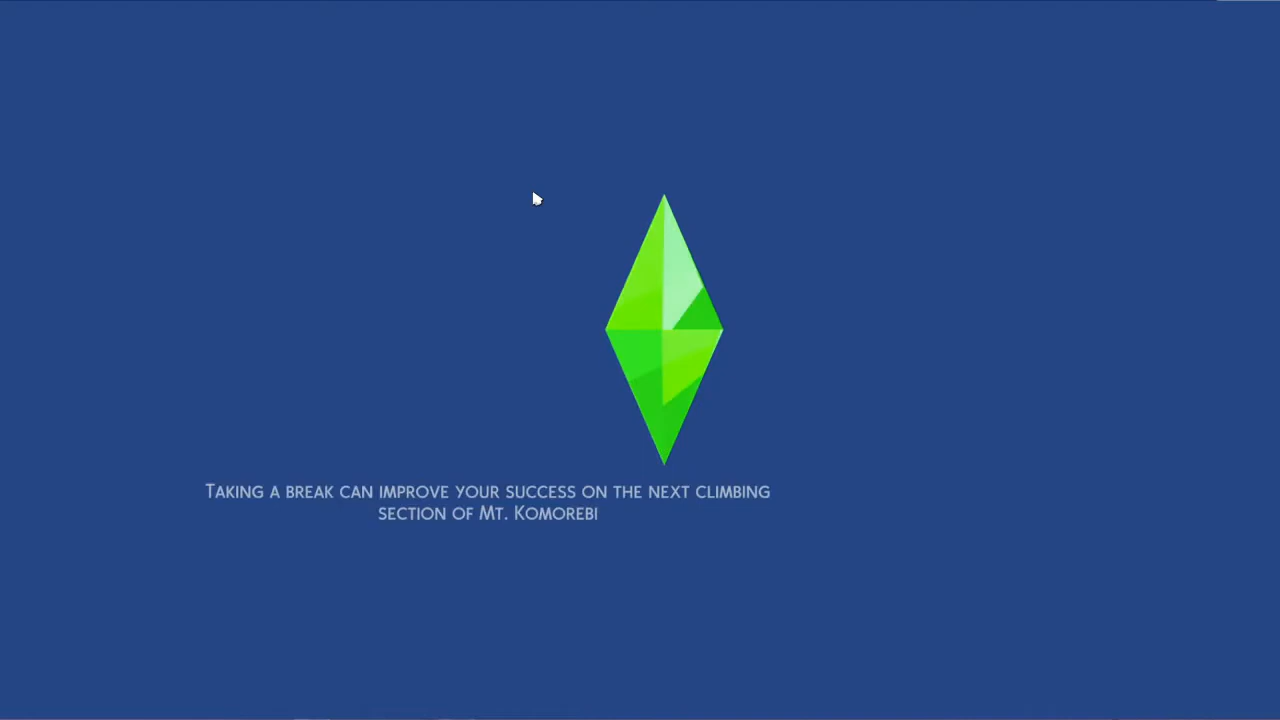 Taking a break can improve your success on the next climbing
section of Mt. Komorebi